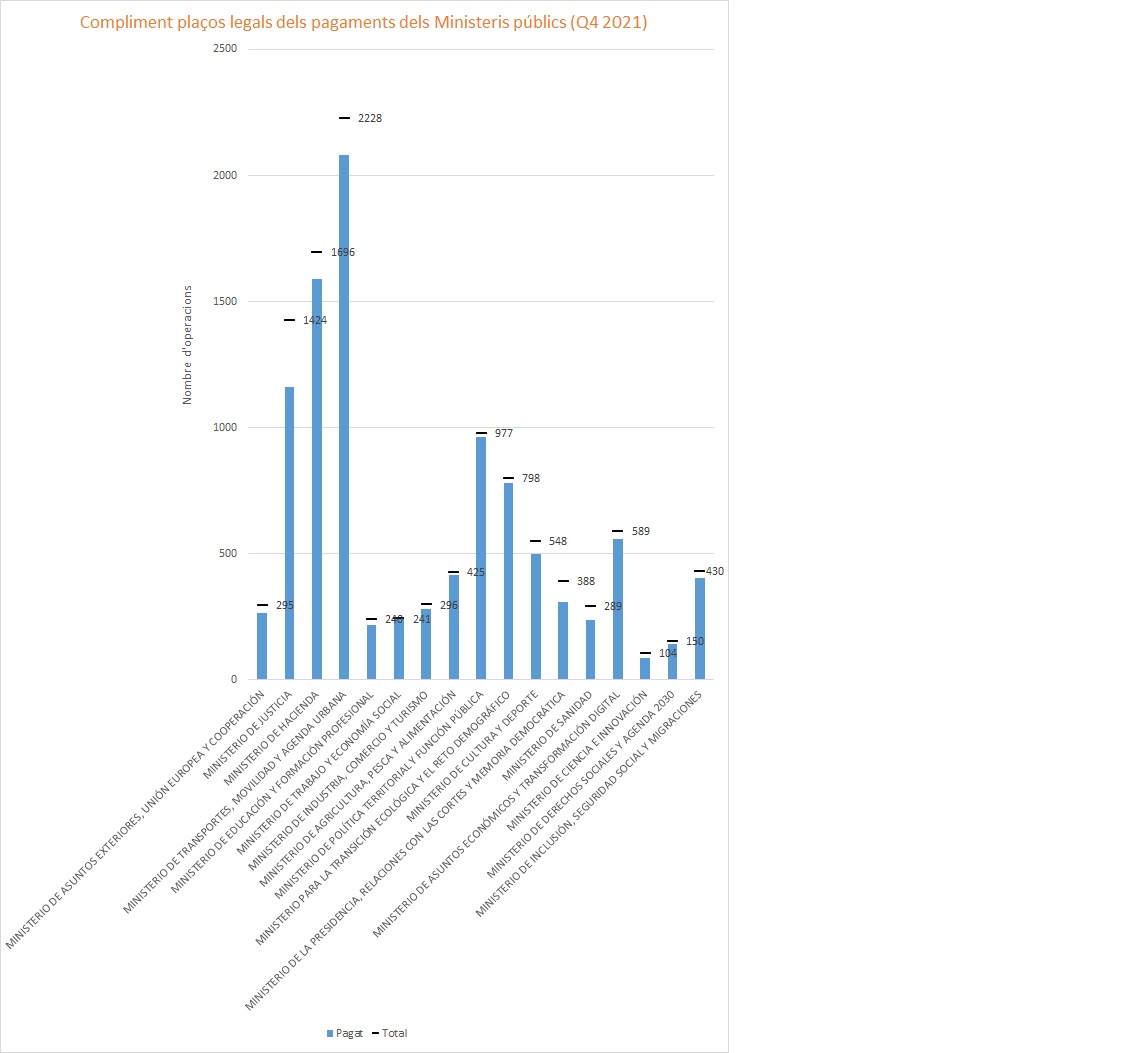 Compliment plaços legals dels pagaments dels Ministeris públics (Q4 2021)
2500
2000
1500
1000
500
0
Nombre d'operacions
295
1424
1696
2228
240
241
296
425
977
798
548
388
289
589
104
150
430
MINISTERIO DE ASUNTOS EXTERIORES, UNIÓN EUROPEA Y COOPERACIÓN
MINISTERIO DE JUSTICIA
MINISTERIO DE HACIENDA
MINISTERIO DE TRANSPORTES, MOVILIDAD Y AGENDA URBANA
MINISTERIO DE EDUCACIÓN Y FORMACIÓN PROFESIONAL
MINISTERIO DE TRABAJO Y ECONOMÍA SOCIAL
MINISTERIO DE INDUSTRIA, COMERCIO Y TURISMO
MINISTERIO DE AGRICULTURA, PESCA Y ALIMENTACIÓN
MINISTERIO DE POLÍTICA TERRITORIAL Y FUNCIÓN PÚBLICA
MINISTERIO PARA LA TRANSICIÓN ECOLÓGICA Y EL RETO DEMOGRÁFICO
MINISTERIO DE CULTURA Y DEPORTE
MINISTERIO DE LA PRESIDENCIA, RELACIONES CON LAS CORTES Y MEMORIA DEMOCRÁTICA
MINISTERIO DE SANIDAD
MINISTERIO DE ASUNTOS ECONÓMICOS Y TRANSFORMACIÓN DIGITAL
MINISTERIO DE CIENCIA E INNOVACIÓN
MINISTERIO DE DERECHOS SOCIALES Y AGENDA 2030
MINISTERIO DE INCLUSIÓN, SEGURIDAD SOCIAL Y MIGRACIONES
Pagat
Total